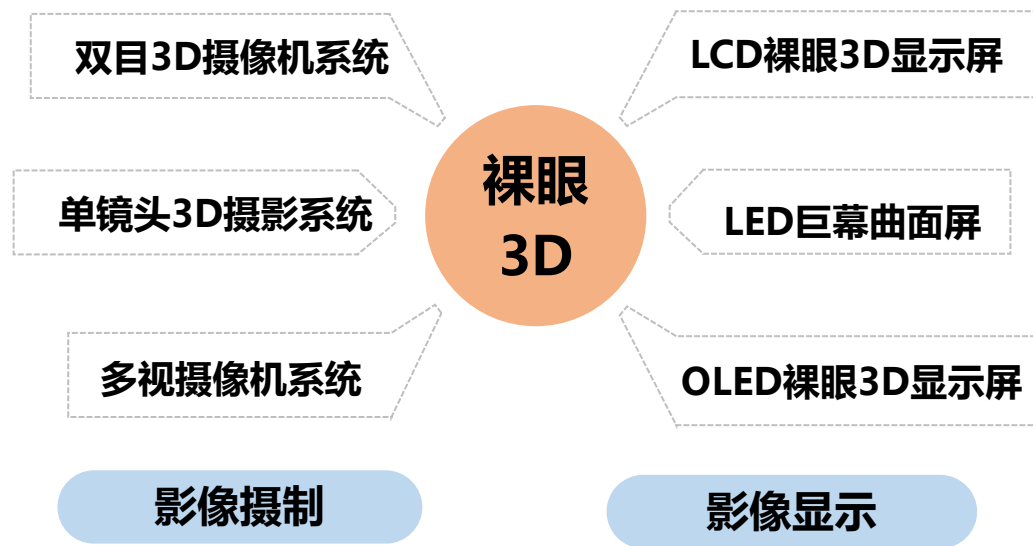 双目3D摄像机系统
LCD裸眼3D显示屏
裸眼
3D
单镜头3D摄影系统
LED巨幕曲面屏
多视摄像机系统
OLED裸眼3D显示屏
影像摄制
影像显示